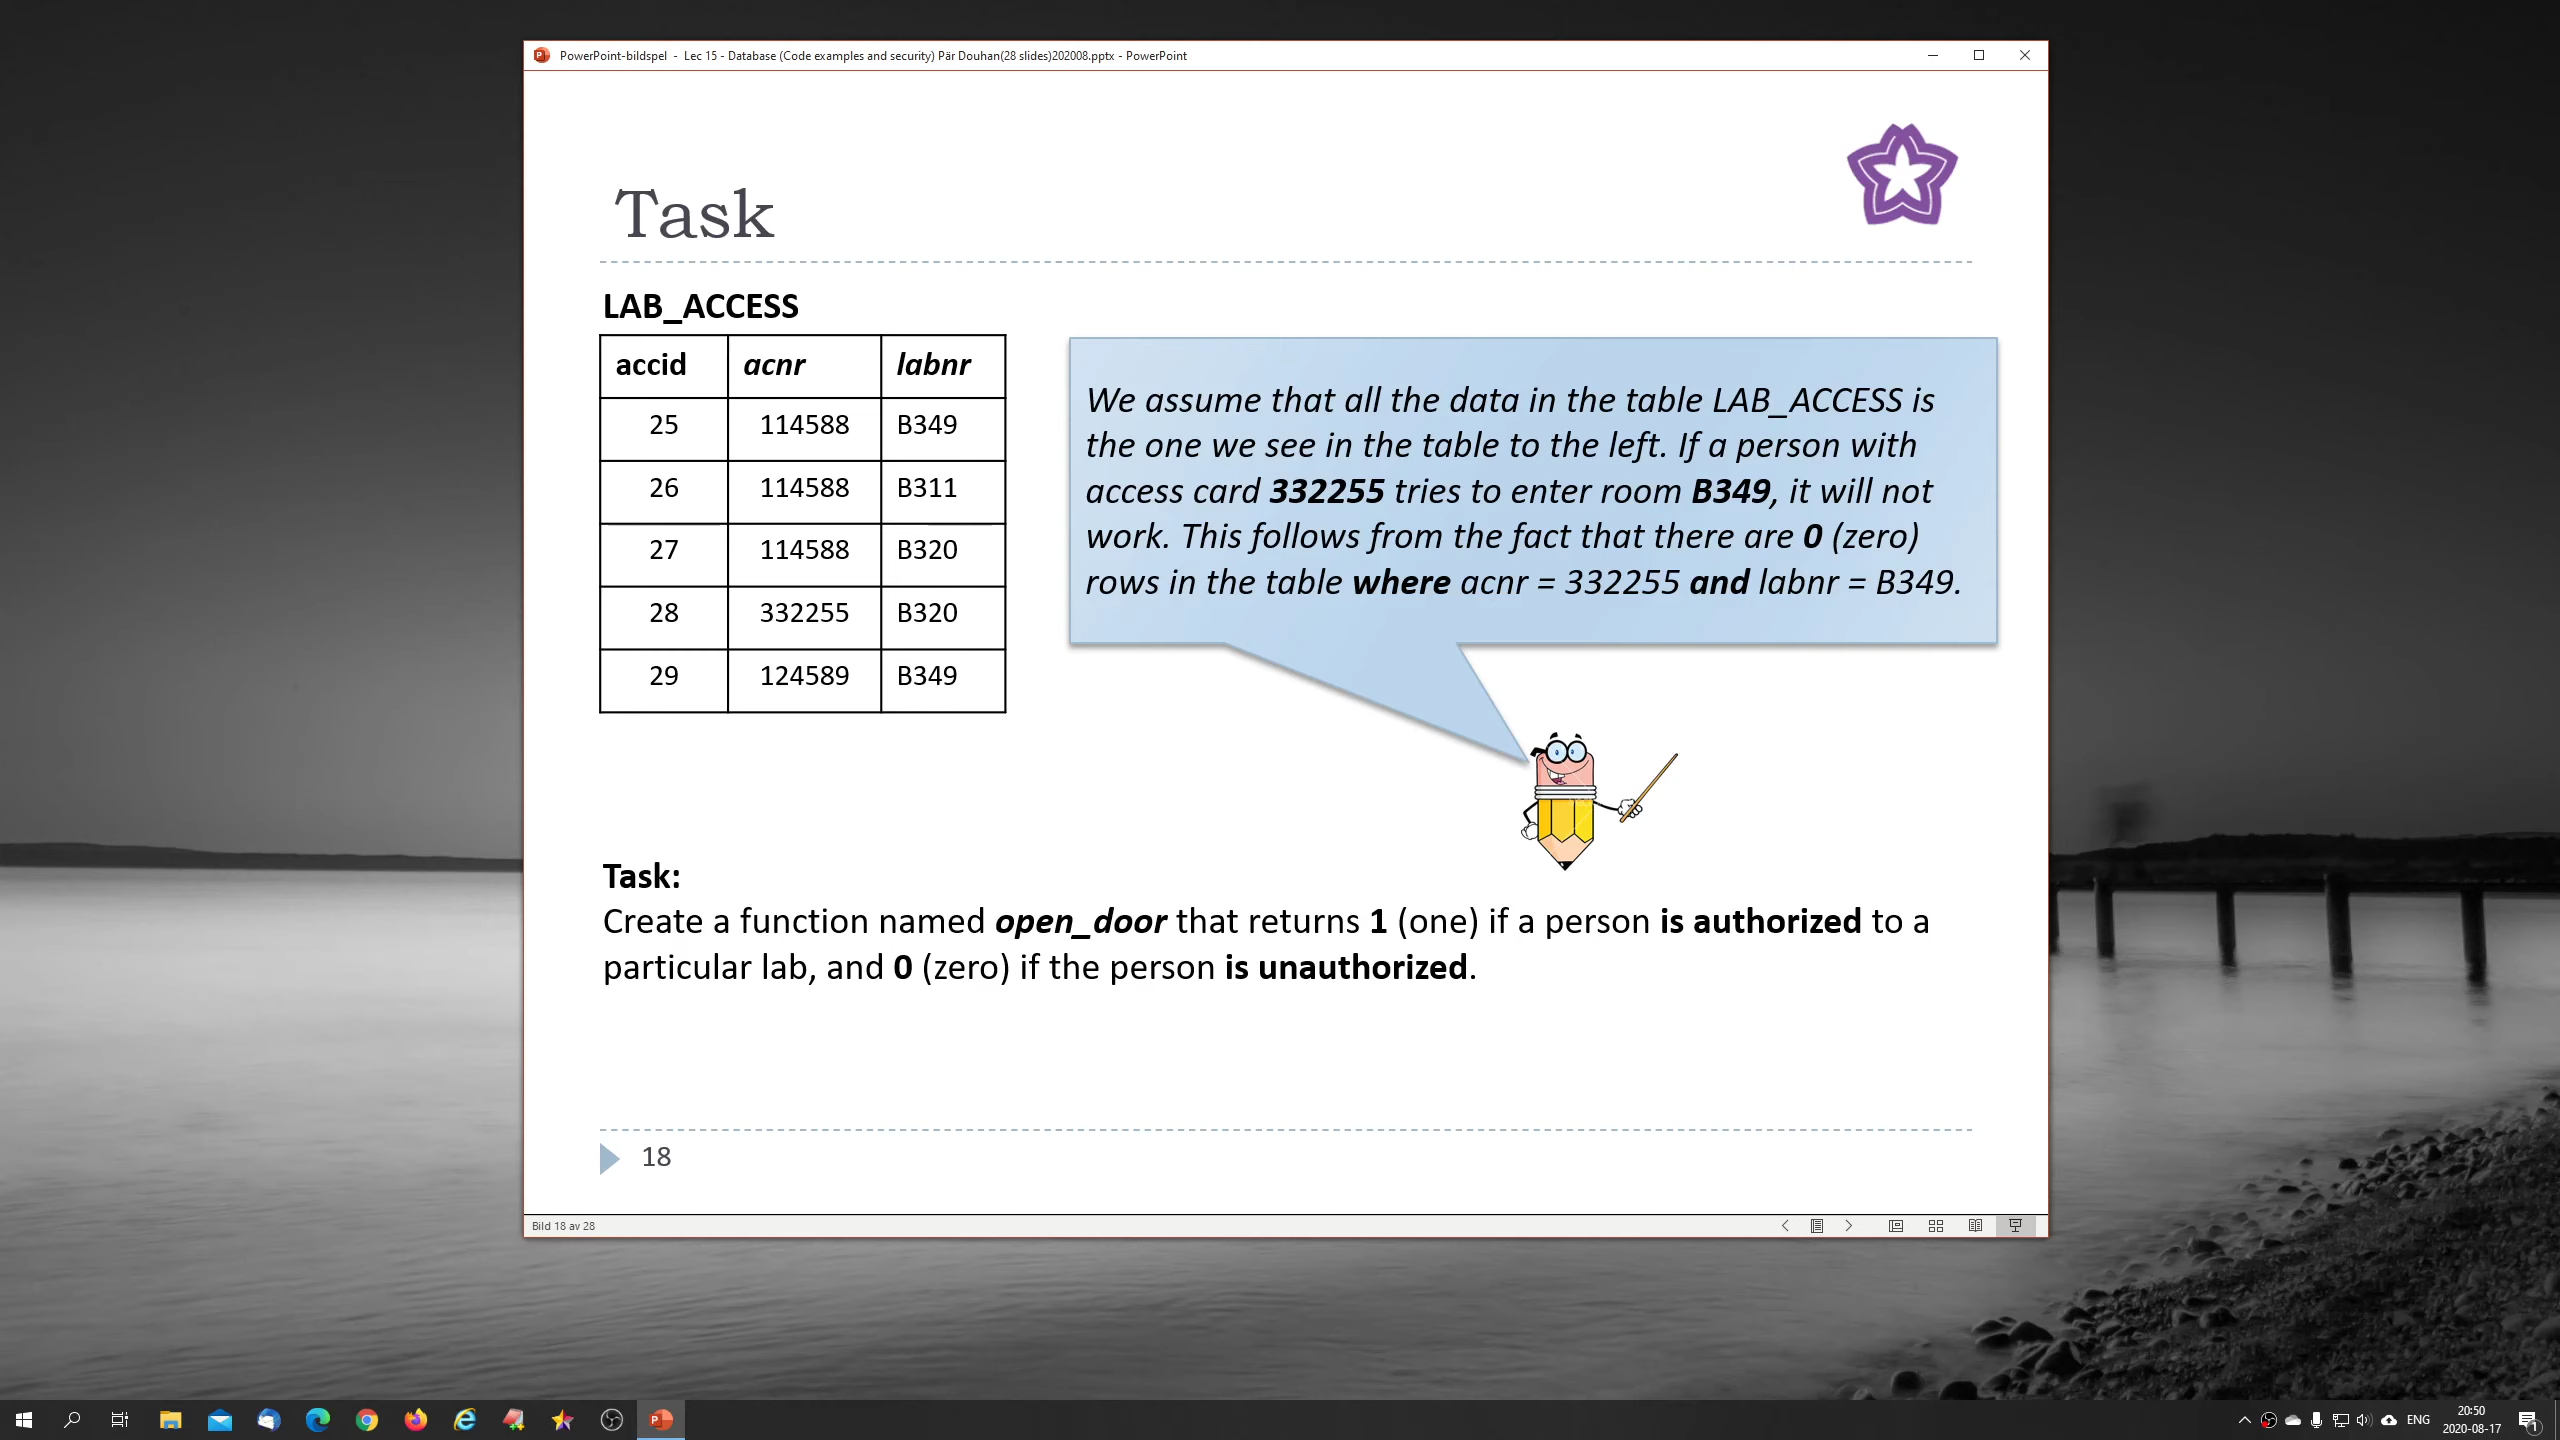 PowerPoint-bildspel - Lec 15 - Database (Code examples and security) Pär Douhan(28 slides)202008.pptx - PowerPoint
Task
LAB_ACCESS
accid acnr labnr
25 114588 B349
26 114588 B311
27 114588 B320
28 332255 B320
29 124589 B349
We assume that all the data in the table LAB_ACCESS is
the one we see in the table to the left. If a person with
access card 332255 tries to enter room B349, it will not
work. This follows from the fact that there are 0 (zero)
rows in the table where acnr = 332255 and labnr = B349.
Task:
Create a function named open_door that returns 1 (one) if a person is authorized to a
particular lab, and 0 (zero) if the person is unauthorized.
18
Bild 18 av 28
ENG
20:50
2020-08-17
1